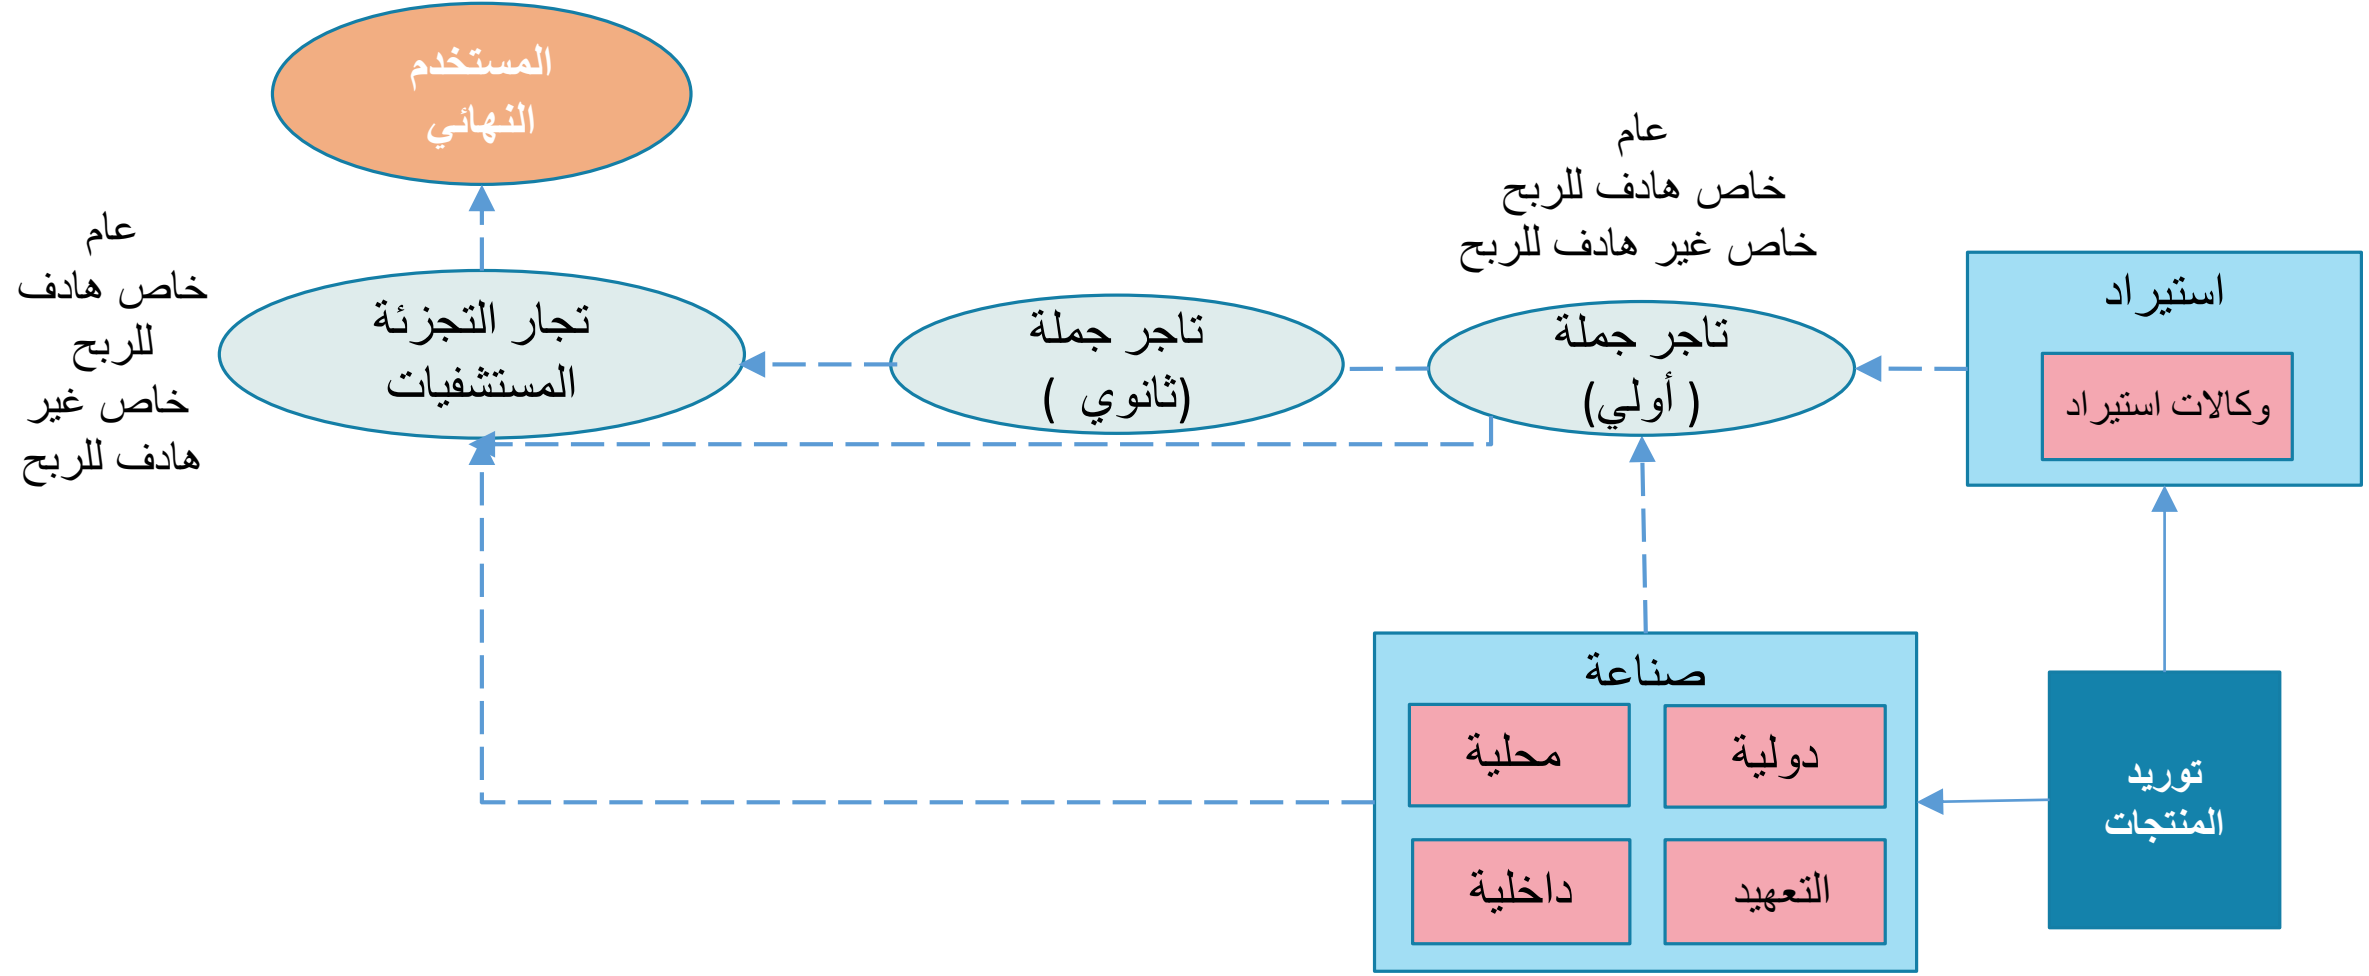 المستخدم
النهائي
عام
خاص هادف للربح
خاص غير هادف للربح
عام
خاص هادف
للربح
خاص غير
هادف للربح
استيراد
وكالات استيراد
تاجر جملة
( أولي)
تاجر جملة
(ثانوي )
تجار التجزئة
المستشفيات
صناعة
دولية
محلية
التعهيد
داخلية
توريد
المنتجات